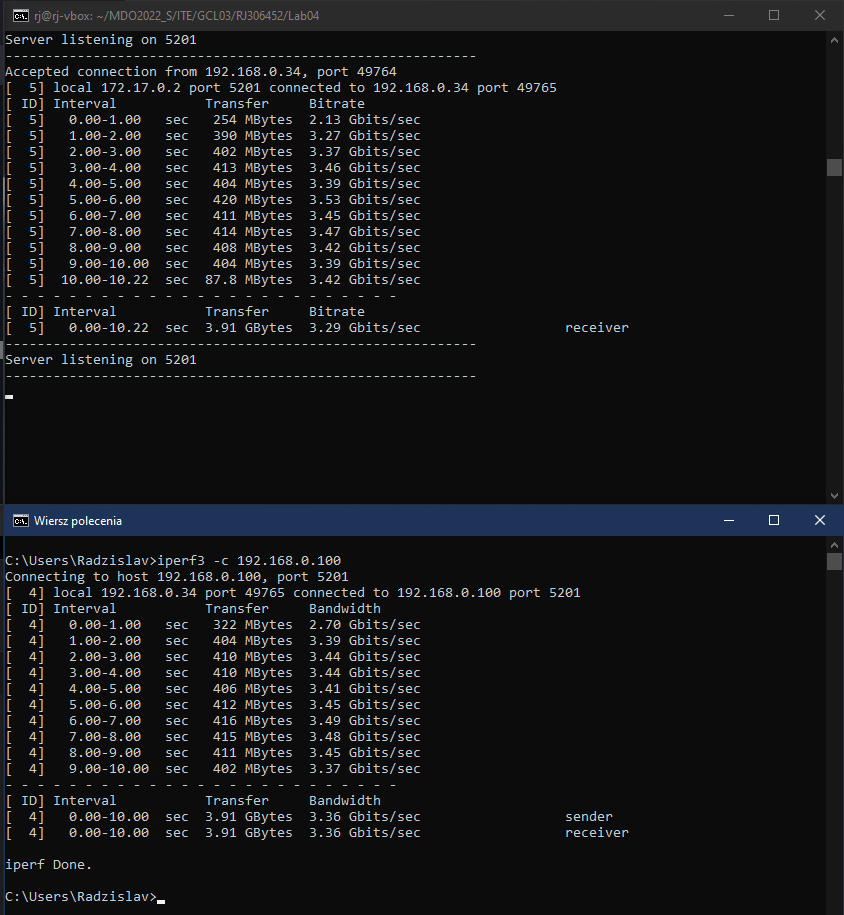 rj@rj-vbox: ~/MDO2022_S/ITE/GCL03/RJ306452/Lab04
Server listening on 5201
-----------------------------------------------------------
Accepted connection from 192.168.0.34, port 49764
[  5] local 172.17.0.2 port 5201 connected to 192.168.0.34 port 49765
[ ID] Interval           Transfer     Bitrate
[  5]   0.00-1.00   sec   254 MBytes  2.13 Gbits/sec
[  5]   1.00-2.00   sec   390 MBytes  3.27 Gbits/sec
[  5]   2.00-3.00   sec   402 MBytes  3.37 Gbits/sec
[  5]   3.00-4.00   sec   413 MBytes  3.46 Gbits/sec
[  5]   4.00-5.00   sec   404 MBytes  3.39 Gbits/sec
[  5]   5.00-6.00   sec   420 MBytes  3.53 Gbits/sec
[  5]   6.00-7.00   sec   411 MBytes  3.45 Gbits/sec
[  5]   7.00-8.00   sec   414 MBytes  3.47 Gbits/sec
[  5]   8.00-9.00   sec   408 MBytes  3.42 Gbits/sec
[  5]   9.00-10.00  sec   404 MBytes  3.39 Gbits/sec
[  5]  10.00-10.22  sec  87.8 MBytes  3.42 Gbits/sec
- - - - - - - - - - - - - - - - - - - - - - - - -
[ ID] Interval           Transfer     Bitrate
[  5]   0.00-10.22  sec  3.91 GBytes  3.29 Gbits/sec                  receiver
-----------------------------------------------------------
Server listening on 5201
-----------------------------------------------------------
Wiersz polecenia
C:\Users\Radzislav>iperf3 -c 192.168.0.100
Connecting to host 192.168.0.100, port 5201
[  4] local 192.168.0.34 port 49765 connected to 192.168.0.100 port 5201
[ ID] Interval           Transfer     Bandwidth
[  4]   0.00-1.00   sec   322 MBytes  2.70 Gbits/sec
[  4]   1.00-2.00   sec   404 MBytes  3.39 Gbits/sec
[  4]   2.00-3.00   sec   410 MBytes  3.44 Gbits/sec
[  4]   3.00-4.00   sec   410 MBytes  3.44 Gbits/sec
[  4]   4.00-5.00   sec   406 MBytes  3.41 Gbits/sec
[  4]   5.00-6.00   sec   412 MBytes  3.45 Gbits/sec
[  4]   6.00-7.00   sec   416 MBytes  3.49 Gbits/sec
[  4]   7.00-8.00   sec   415 MBytes  3.48 Gbits/sec
[  4]   8.00-9.00   sec   411 MBytes  3.45 Gbits/sec
[  4]   9.00-10.00  sec   402 MBytes  3.37 Gbits/sec
- - - - - - - - - - - - - - - - - - - - - - - - -
[ ID] Interval           Transfer     Bandwidth
[  4]   0.00-10.00  sec  3.91 GBytes  3.36 Gbits/sec                  sender
[  4]   0.00-10.00  sec  3.91 GBytes  3.36 Gbits/sec                  receiver
iperf Done.
C:\Users\Radzislav>